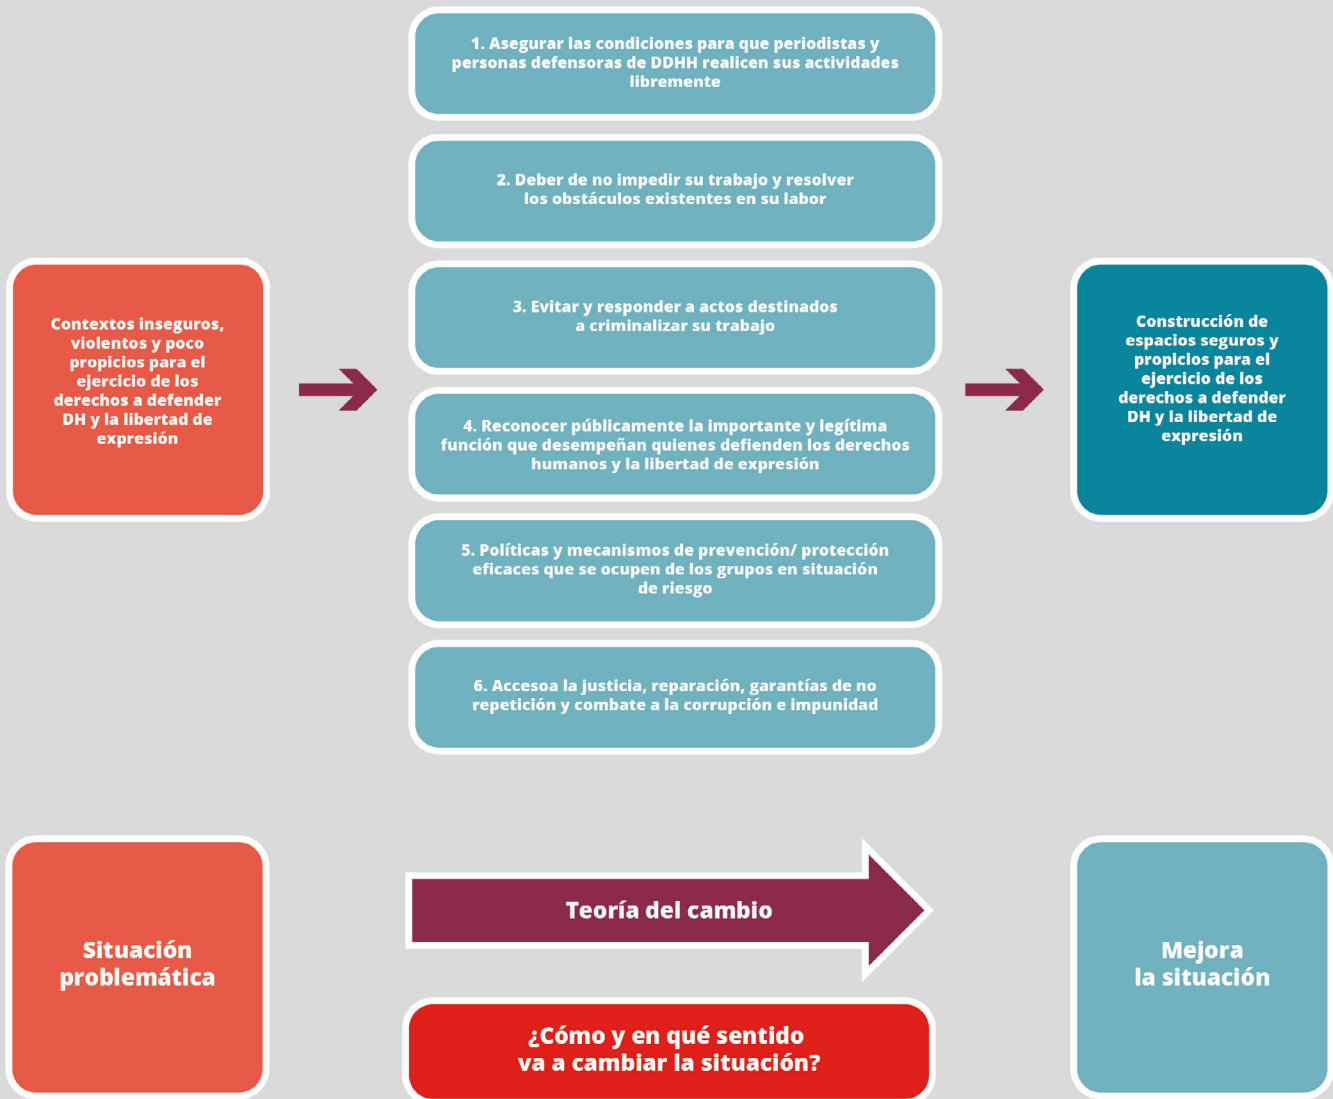 1. Asegurar las condiciones para que periodistas y
personas defensoras de DDHH realicen sus actividades
libremente
2. Deber de no impedir su trabajo y resolver
los obstáculos existentes en su labor
3. Evitar y responder a actos destinados
a criminalizar su trabajo
Contextos inseguros,
violentos y poco
propicios para el
ejercicio de los
derechos a defender
DH y la libertad de
expresión
Construcción de
espacios seguros y
propicios para el
ejercicio de los
derechos a defender
DH y la libertad de
expresión
4. Reconocer públicamente la importante y legítima
función que desempeñan quienes defienden los derechos
humanos y la libertad de expresión
5. Políticas y mecanismos de prevención/ protección
eficaces que se ocupen de los grupos en situación
de riesgo
6. Accesoa la justicia, reparación, garantías de no
repetición y combate a la corrupción e impunidad
Situación
problemática
Teoría del cambio
¿Cómo y en qué sentido
va a cambiar la situación?
Mejora
la situación